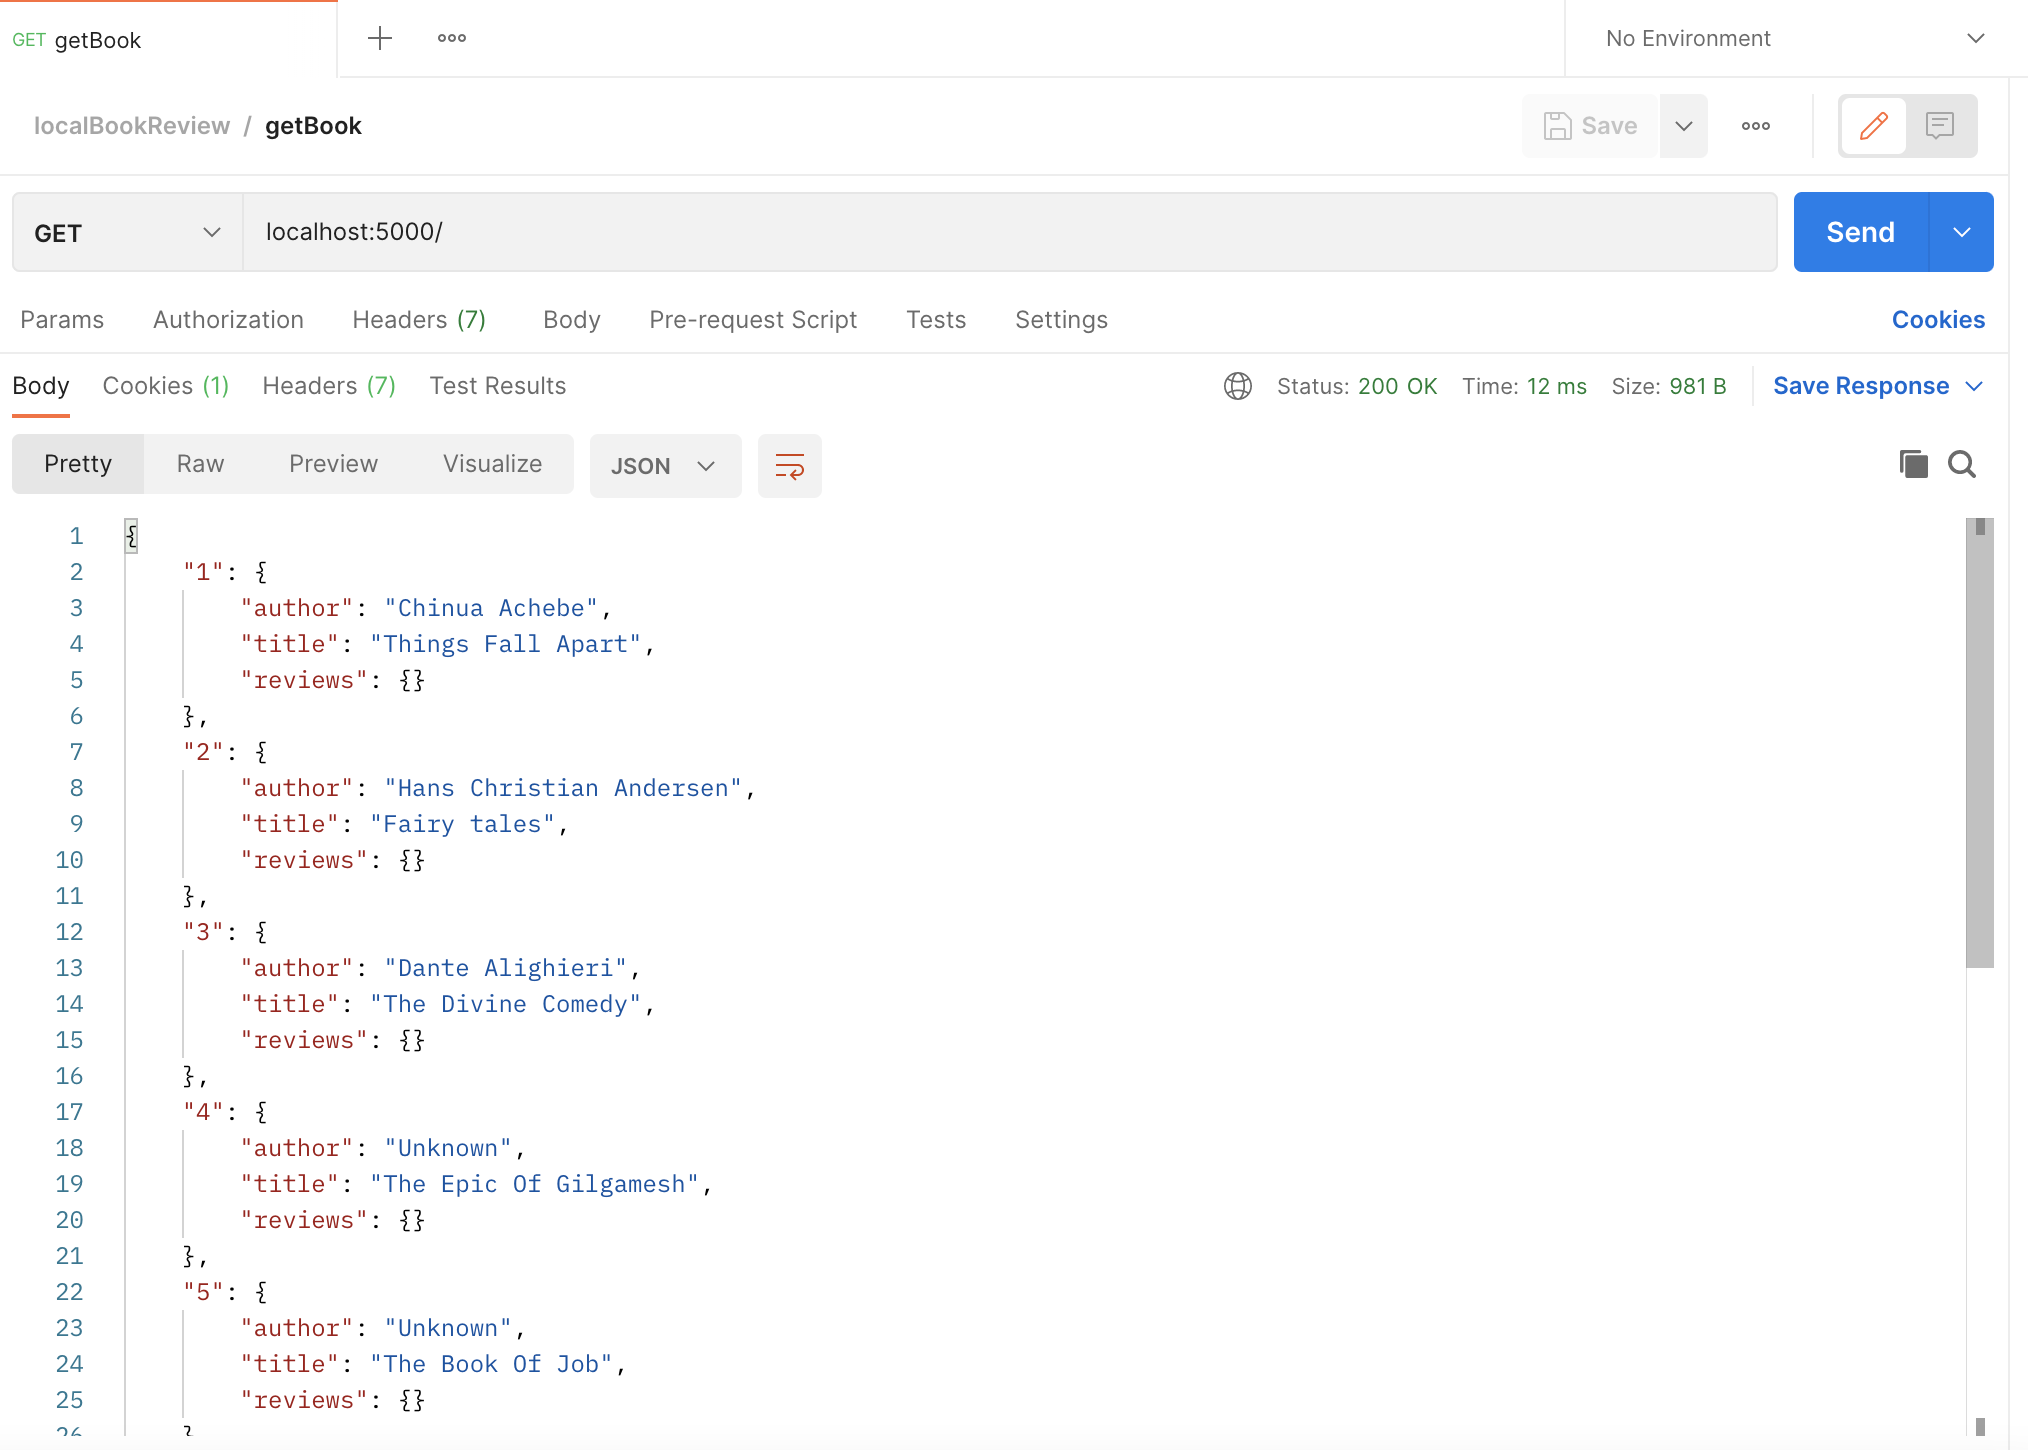 GET getBook
No Environment
localBookReview / getBook
Save
GET localhost:5000/ Send
Params Authorization Headers (7) Body Pre-request Script Tests Settings Cookies
Body Cookies (1) Headers (7) Test Results Status: 200 OK Time: 12 ms Size: 981 B Save Response
Pretty Raw Preview Visualize JSON
1 {
2 "1": {
3 "author": "Chinua Achebe",
4 "title": "Things Fall Apart",
5 "reviews": {}
6 },
7 "2": {
8 "author": "Hans Christian Andersen",
9 "title": "Fairy tales",
10 "reviews": {}
11 },
12 "3": {
13 "author": "Dante Alighieri",
14 "title": "The Divine Comedy",
15 "reviews": {}
16 },
17 "4": {
18 "author": "Unknown",
19 "title": "The Epic Of Gilgamesh",
20 "reviews": {}
21 },
22 "5": {
23 "author": "Unknown",
24 "title": "The Book Of Job",
25 "reviews": {}
26 }